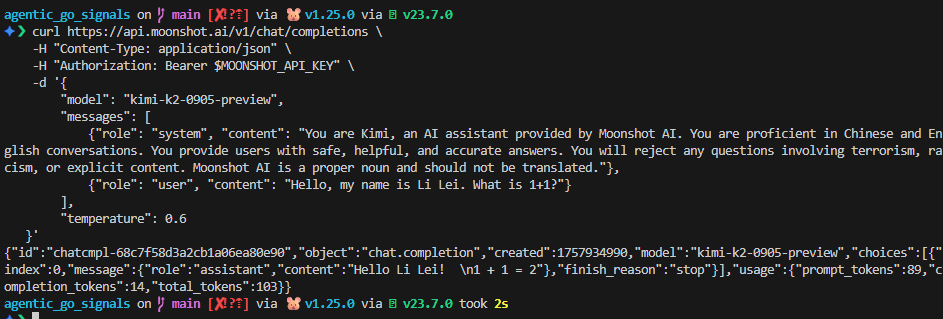 agentic_go_signals on main [✘!?⇡] via 🐹 v1.25.0 via v23.7.0
✦ ❯ curl https://api.moonshot.ai/v1/chat/completions \
    -H "Content-Type: application/json" \
    -H "Authorization: Bearer $MOONSHOT_API_KEY" \
    -d '{
        "model": "kimi-k2-0905-preview",
        "messages": [
            {"role": "system", "content": "You are Kimi, an AI assistant provided by Moonshot AI. You are proficient in Chinese and En
glish conversations. You provide users with safe, helpful, and accurate answers. You will reject any questions involving terrorism, ra
cism, or explicit content. Moonshot AI is a proper noun and should not be translated."},
            {"role": "user", "content": "Hello, my name is Li Lei. What is 1+1?"}
        ],
        "temperature": 0.6
   }'
{"id":"chatcmpl-68c7f58d3a2cb1a06ea80e90","object":"chat.completion","created":1757934990,"model":"kimi-k2-0905-preview","choices":[{"
index":0,"message":{"role":"assistant","content":"Hello Li Lei!  \n1 + 1 = 2"},"finish_reason":"stop"}],"usage":{"prompt_tokens":89,"c
ompletion_tokens":14,"total_tokens":103}}
agentic_go_signals on main [✘!?⇡] via 🐹 v1.25.0 via v23.7.0 took 2s
✦ ❯